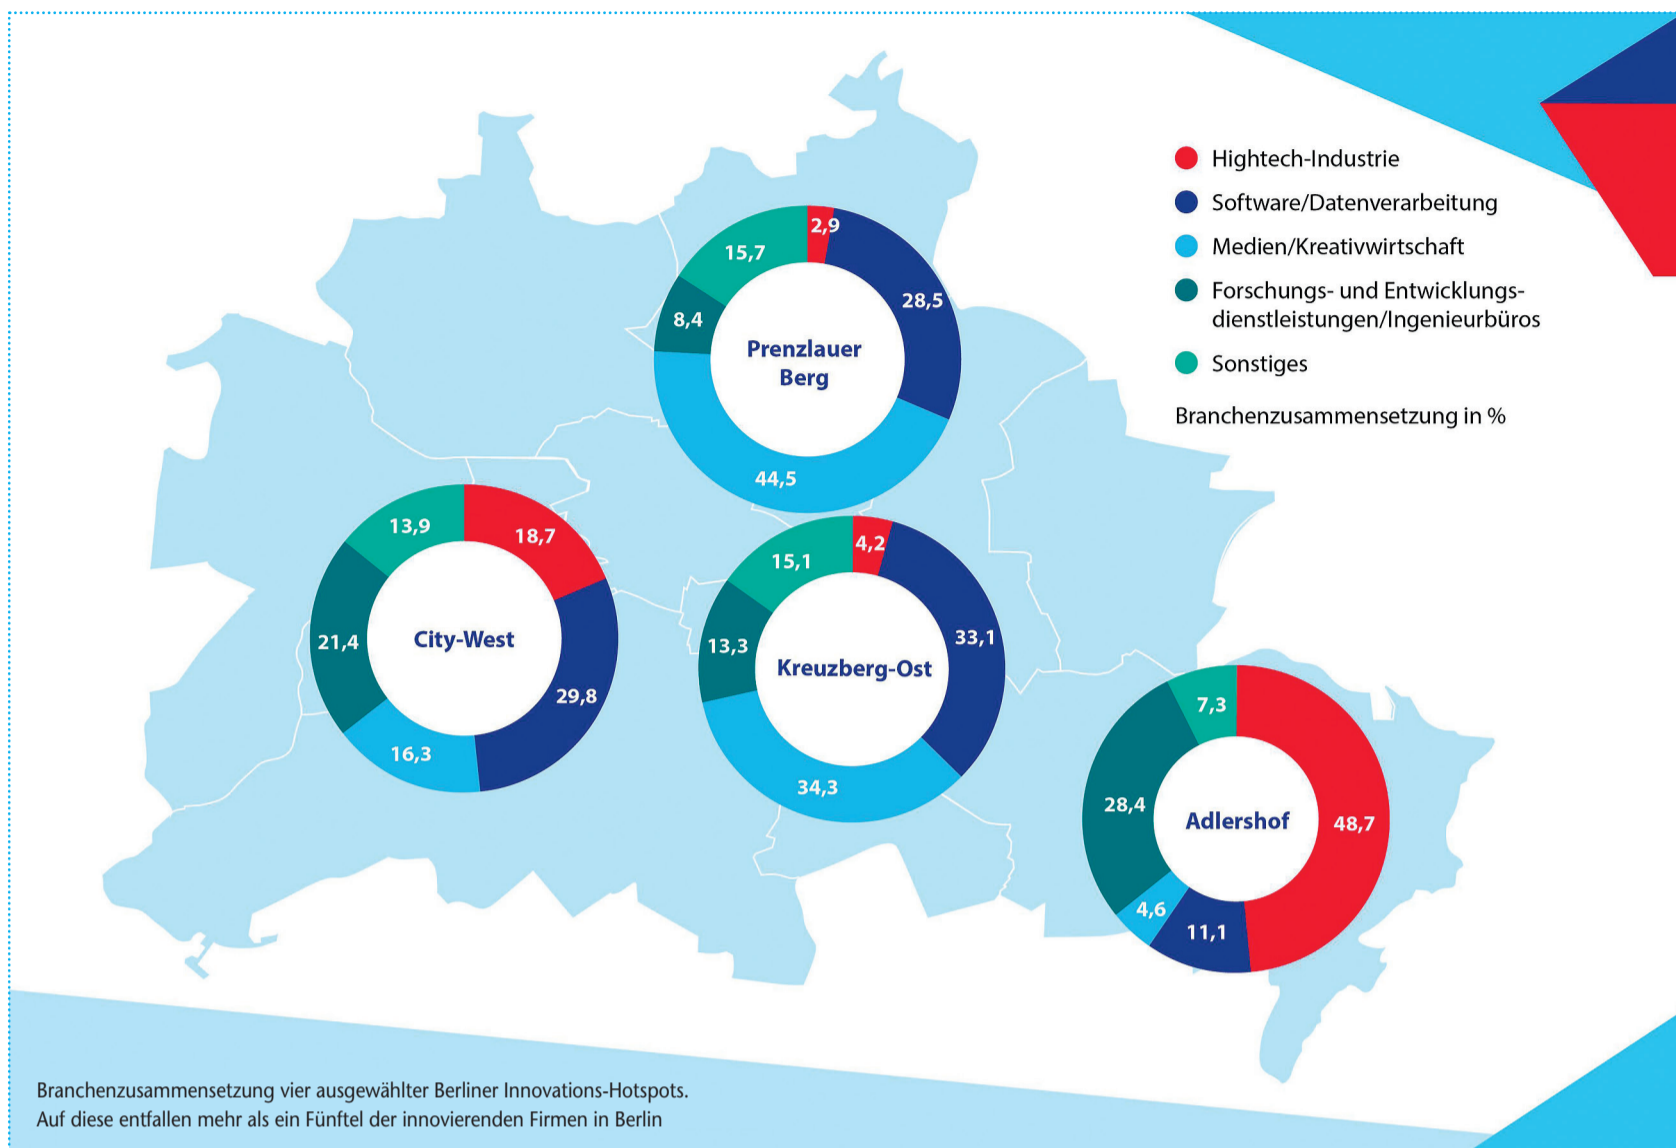 Hightech-Industrie
Software/Datenverarbeitung
Medien/Kreativwirtschaft
Forschungs- und Entwicklungs-
dienstleistungen/Ingenieurbüros
Sonstiges
Branchenzusammensetzung in %
Prenzlauer
Berg
2,9
28,5
44,5
8,4
15,7
City-West
18,7
29,8
16,3
21,4
13,9
Kreuzberg-Ost
4,2
33,1
34,3
13,3
15,1
Adlershof
48,7
11,1
4,6
28,4
7,3
Branchenzusammensetzung vier ausgewählter Berliner Innovations-Hotspots.
Auf diese entfallen mehr als ein Fünftel der innovierenden Firmen in Berlin